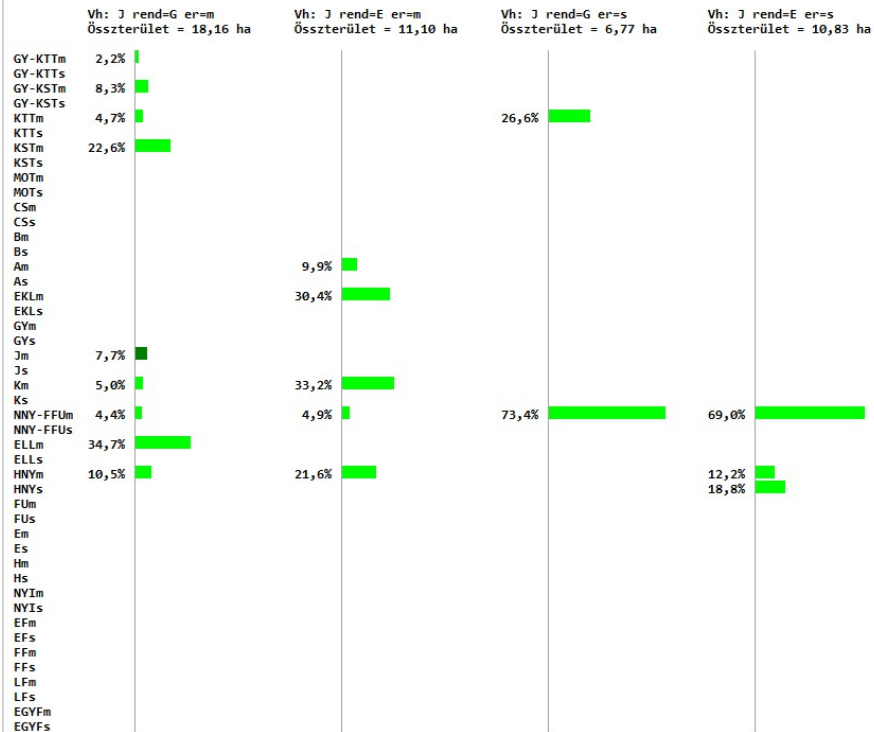 Vh: J rend=G er=m Vh: J rend=E er=m Vh: J rend=G er=s Vh: J rend=E er=s
Összterület = 18,16 ha Összterület = 11,10 ha Összterület = 6,77 ha Összterület = 10,83 ha
GY-KTTm 2,2%
GY-KTTs
GY-KSTm 8,3%
GY-KSTs
KTTm 4,7% 26,6%
KTTs
KSTm 22,6%
KSTs
MOTm
MOTs
CSm
CSs
Bm
Bs
Am 9,9%
As
EKLm 30,4%
EKLs
GYm
GYs
Jm 7,7%
Js
Km 5,0% 33,2%
Ks
NNY-FFUm 4,4% 4,9% 73,4% 69,0%
NNY-FFUs
ELLm 34,7%
ELLs
HNYm 10,5% 21,6% 12,2%
HNYs 18,8%
FUm
FUs
Em
Es
Hm
Hs
NYIm
NYIs
EFm
EFs
FFm
FFs
LFm
LFs
EGYFm
EGYFs